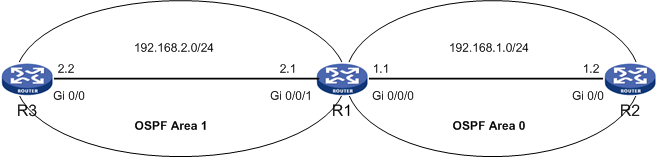 192.168.2.0/24 192.168.1.0/24
2.2 2.1 1.1 1.2
ROUTER ROUTER ROUTER
Gi 0/0 Gi 0/0/1 Gi 0/0/0 Gi 0/0
R3 R1 R2
OSPF Area 1 OSPF Area 0